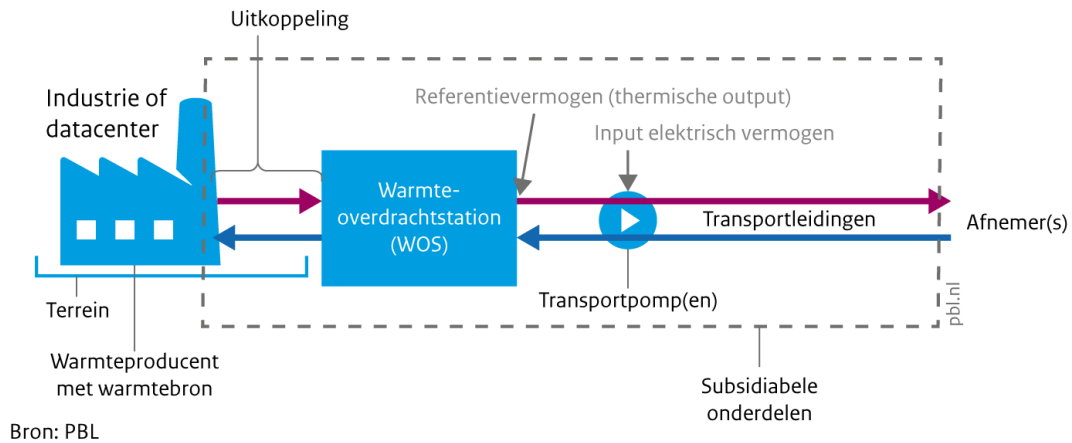 Uitkoppeling
Industrie of
datacenter
Referentievermogen (thermische output)
Input elektrisch vermogen
Warmte-
overdrachtstation
(WOS)
Transportleidingen
Afnemer(s)
Terrein
Transportpomp(en)
pbl.nl
Warmteproducent
met warmtebron
Subsidiabele
onderdelen
Bron: PBL